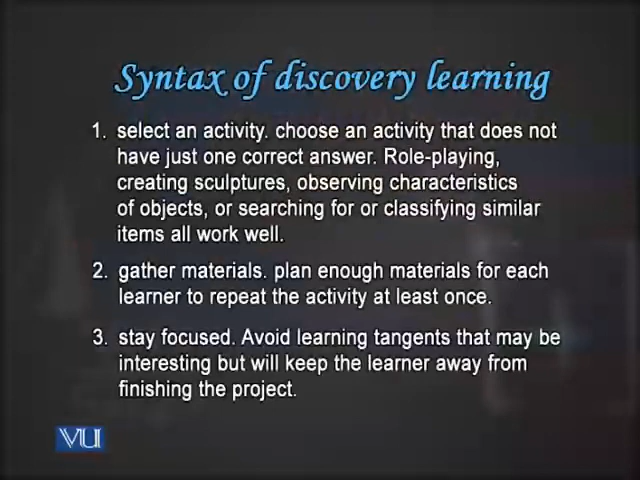 Syntax of discovery learning
1. select an activity. choose an activity that does not
have just one correct answer. Role-playing,
creating sculptures, observing characteristics
of objects, or searching for or classifying similar
items all work well.
2. gather materials. plan enough materials for each
learner to repeat the activity at least once.
3. stay focused. Avoid learning tangents that may be
interesting but will keep the learner away from
finishing the project.
VU